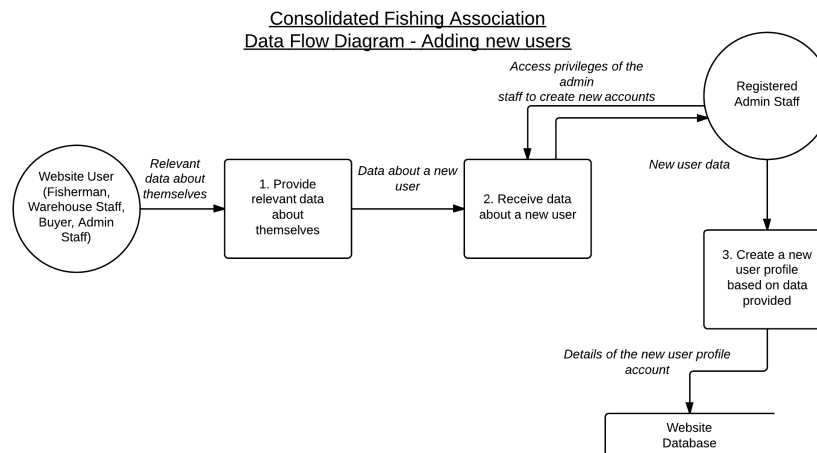 Consolidated Fishing Association
Data Flow Diagram - Adding new users
Access privileges of the
admin
staff to create new accounts
Registered
Admin Staff
Website User
(Fisherman,
Warehouse Staff,
Buyer, Admin
Staff)
Relevant
data about
themselves
1. Provide
relevant data
about
themselves
Data about a new
user
2. Receive data
about a new user
New user data
3. Create a new
user profile
based on data
provided
Details of the new user profile
account
Website
Database